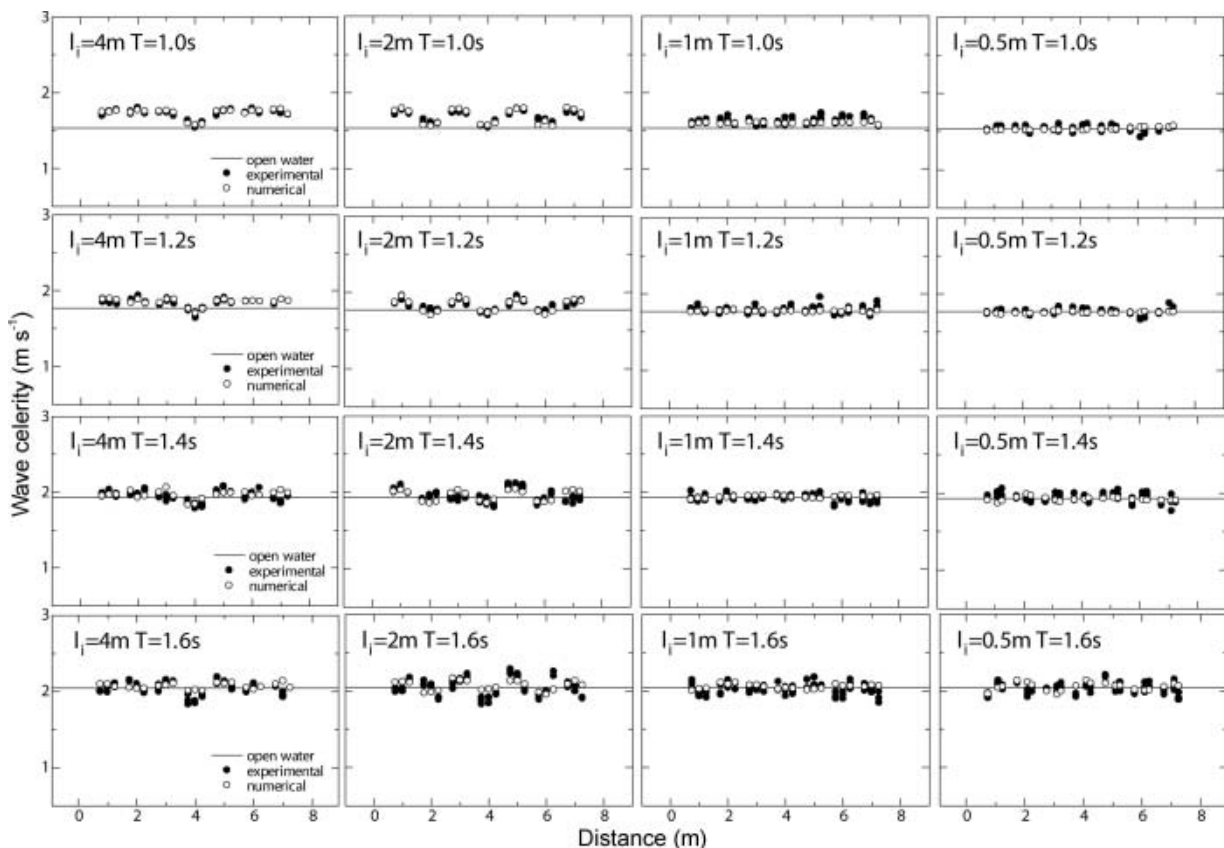 3
l_i=4m T=1.0s
l_i=2m T=1.0s
l_i=1m T=1.0s
l_i=0.5m T=1.0s
2
open water
experimental
numerical
1
3
l_i=4m T=1.2s
l_i=2m T=1.2s
l_i=1m T=1.2s
l_i=0.5m T=1.2s
2
open water
experimental
numerical
1
Wave celerity (m s⁻¹)
3
l_i=4m T=1.4s
l_i=2m T=1.4s
l_i=1m T=1.4s
l_i=0.5m T=1.4s
2
open water
experimental
numerical
1
3
l_i=4m T=1.6s
l_i=2m T=1.6s
l_i=1m T=1.6s
l_i=0.5m T=1.6s
2
open water
experimental
numerical
1
0 2 4 6 8 0 2 4 6 8 0 2 4 6 8 0 2 4 6 8
Distance (m)